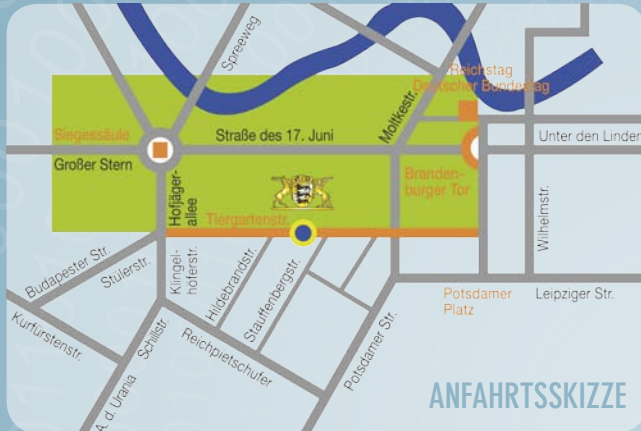 Spreeweg
Reichstag
Deutscher Bundestag
Moltkestr.
Siegessäule
Straße des 17. Juni
Unter den Linden
Großer Stern
Branden-
burger Tor
Hofjäger-
allee
Tiergartenstr.
Wilhelmstr.
Budapester Str.
Stülerstr.
Klingel-
höferstr.
Hildebrandstr.
Stauffenbergstr.
Potsdamer
Platz
Leipziger Str.
Kurfürstenstr.
Schillstr.
Reichpietschufer
Potsdamer Str.
A. d. Urania
ANFAHRTSSKIZZE